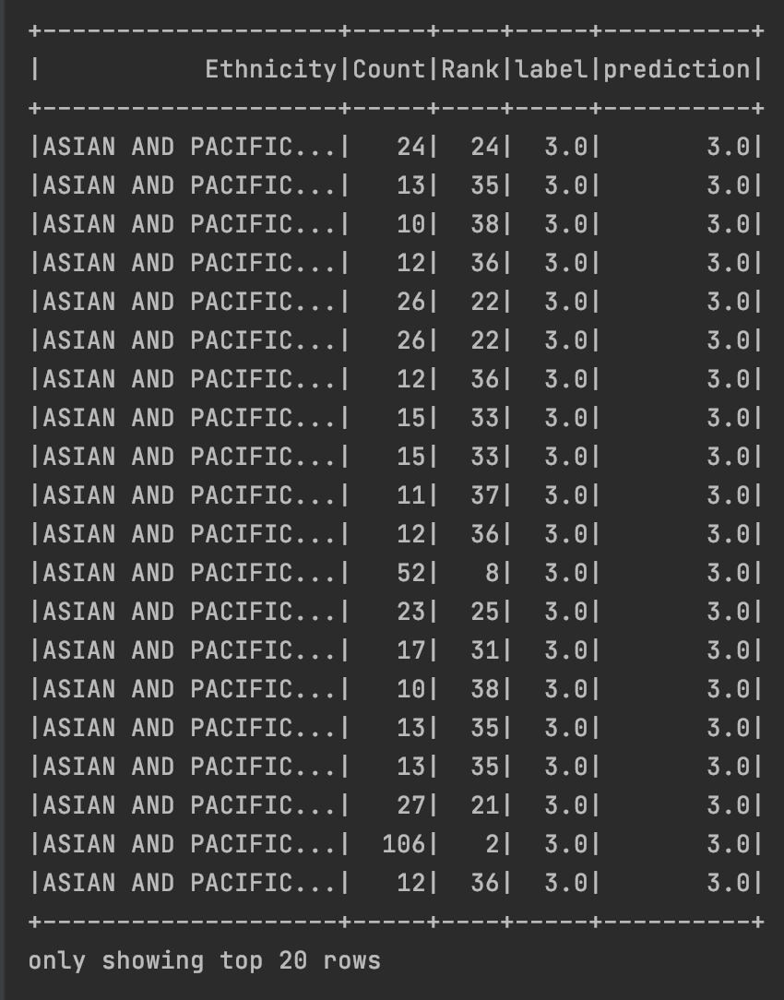 +--------------------+-----+----+-----+----------+
|           Ethnicity|Count|Rank|label|prediction|
+--------------------+-----+----+-----+----------+
|ASIAN AND PACIFIC...|   24|  24|  3.0|       3.0|
|ASIAN AND PACIFIC...|   13|  35|  3.0|       3.0|
|ASIAN AND PACIFIC...|   10|  38|  3.0|       3.0|
|ASIAN AND PACIFIC...|   12|  36|  3.0|       3.0|
|ASIAN AND PACIFIC...|   26|  22|  3.0|       3.0|
|ASIAN AND PACIFIC...|   26|  22|  3.0|       3.0|
|ASIAN AND PACIFIC...|   12|  36|  3.0|       3.0|
|ASIAN AND PACIFIC...|   15|  33|  3.0|       3.0|
|ASIAN AND PACIFIC...|   15|  33|  3.0|       3.0|
|ASIAN AND PACIFIC...|   11|  37|  3.0|       3.0|
|ASIAN AND PACIFIC...|   12|  36|  3.0|       3.0|
|ASIAN AND PACIFIC...|   52|   8|  3.0|       3.0|
|ASIAN AND PACIFIC...|   23|  25|  3.0|       3.0|
|ASIAN AND PACIFIC...|   17|  31|  3.0|       3.0|
|ASIAN AND PACIFIC...|   10|  38|  3.0|       3.0|
|ASIAN AND PACIFIC...|   13|  35|  3.0|       3.0|
|ASIAN AND PACIFIC...|   13|  35|  3.0|       3.0|
|ASIAN AND PACIFIC...|   27|  21|  3.0|       3.0|
|ASIAN AND PACIFIC...|  106|   2|  3.0|       3.0|
|ASIAN AND PACIFIC...|   12|  36|  3.0|       3.0|
+--------------------+-----+----+-----+----------+
only showing top 20 rows